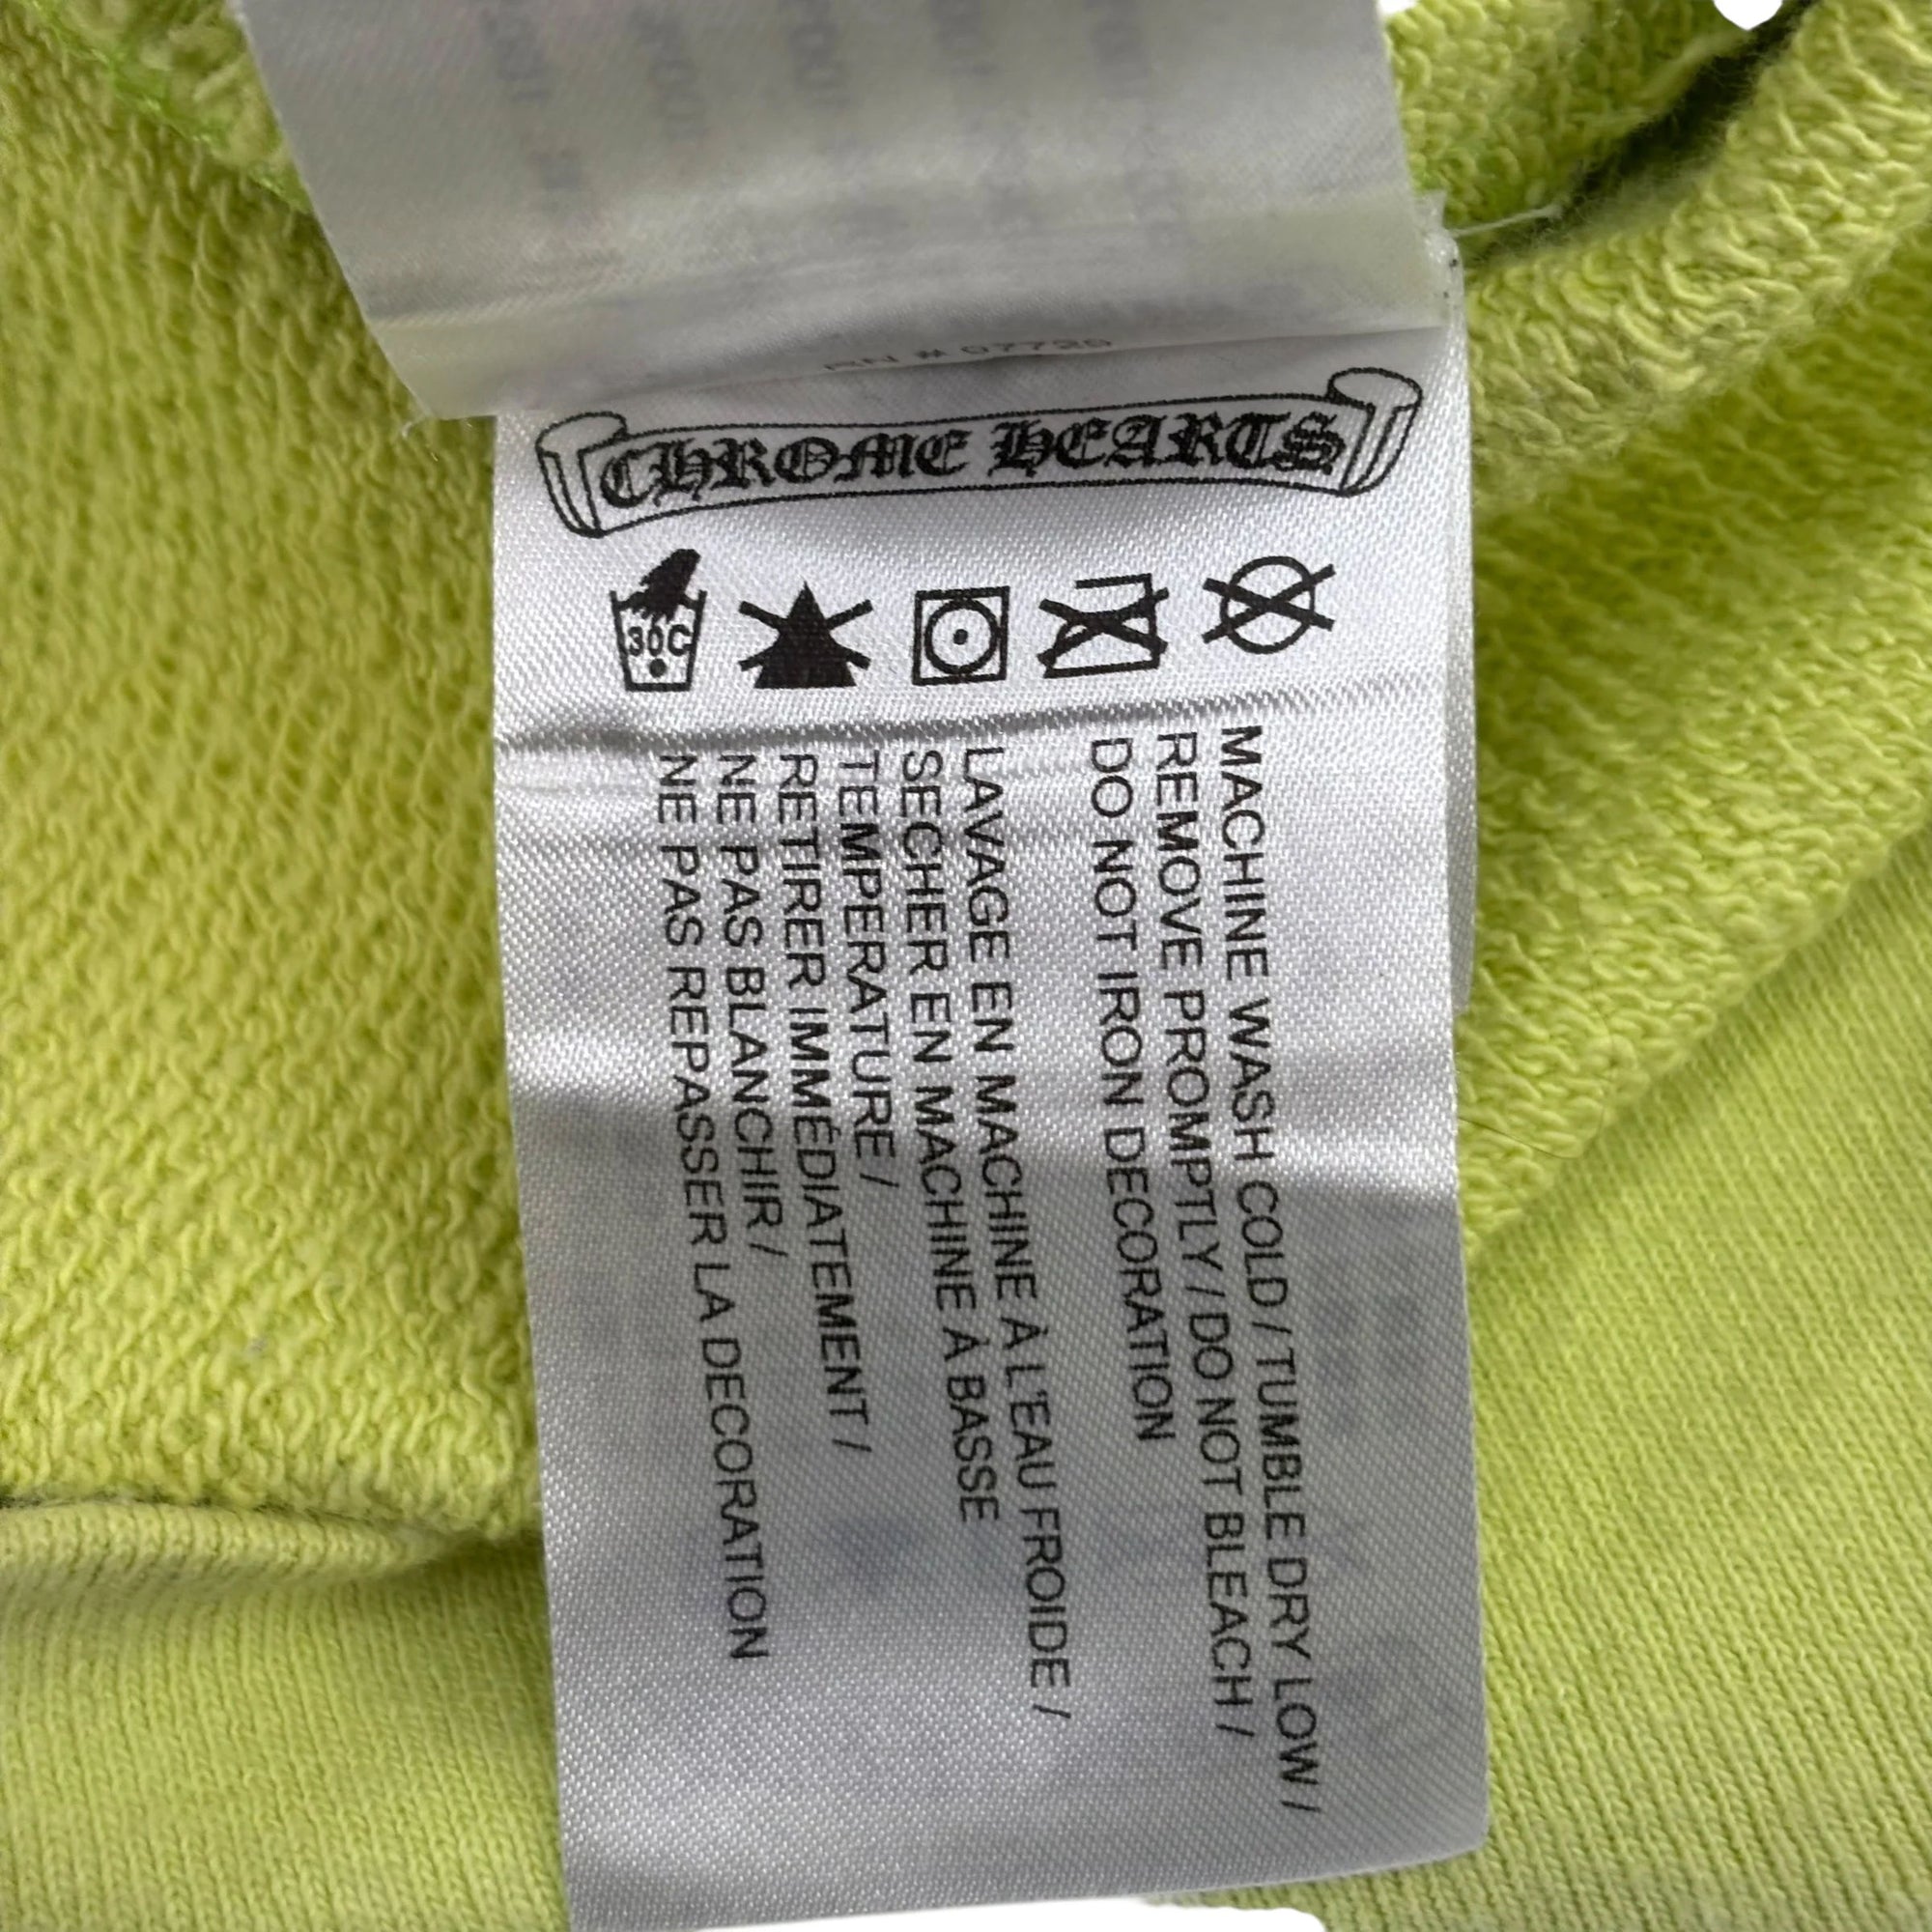 RN # 07720
CHROME HEARTS
30C
MACHINE WASH COLD / TUMBLE DRY LOW /
REMOVE PROMPTLY / DO NOT BLEACH /
DO NOT IRON DECORATION
LAVAGE EN MACHINE À L'EAU FROIDE /
SECHER EN MACHINE À BASSE
TEMPERATURE /
RETIRER IMMÉDIATEMENT /
NE PAS BLANCHIR /
NE PAS REPASSER LA DECORATION